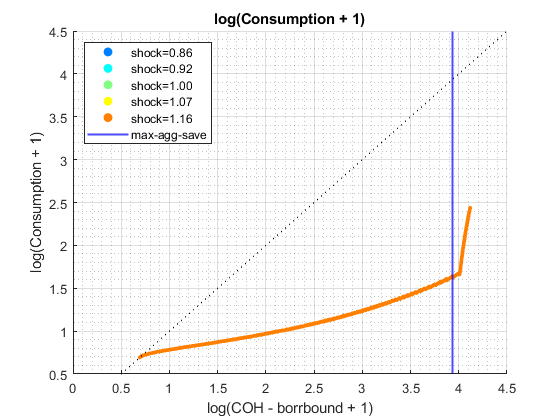 log(Consumption + 1)
4.5
4
3.5
3
2.5
2
1.5
1
0.5
log(Consumption + 1)
shock=0.86
shock=0.92
shock=1.00
shock=1.07
shock=1.16
max-agg-save
0 0.5 1 1.5 2 2.5 3 3.5 4 4.5
log(COH - borrbound + 1)